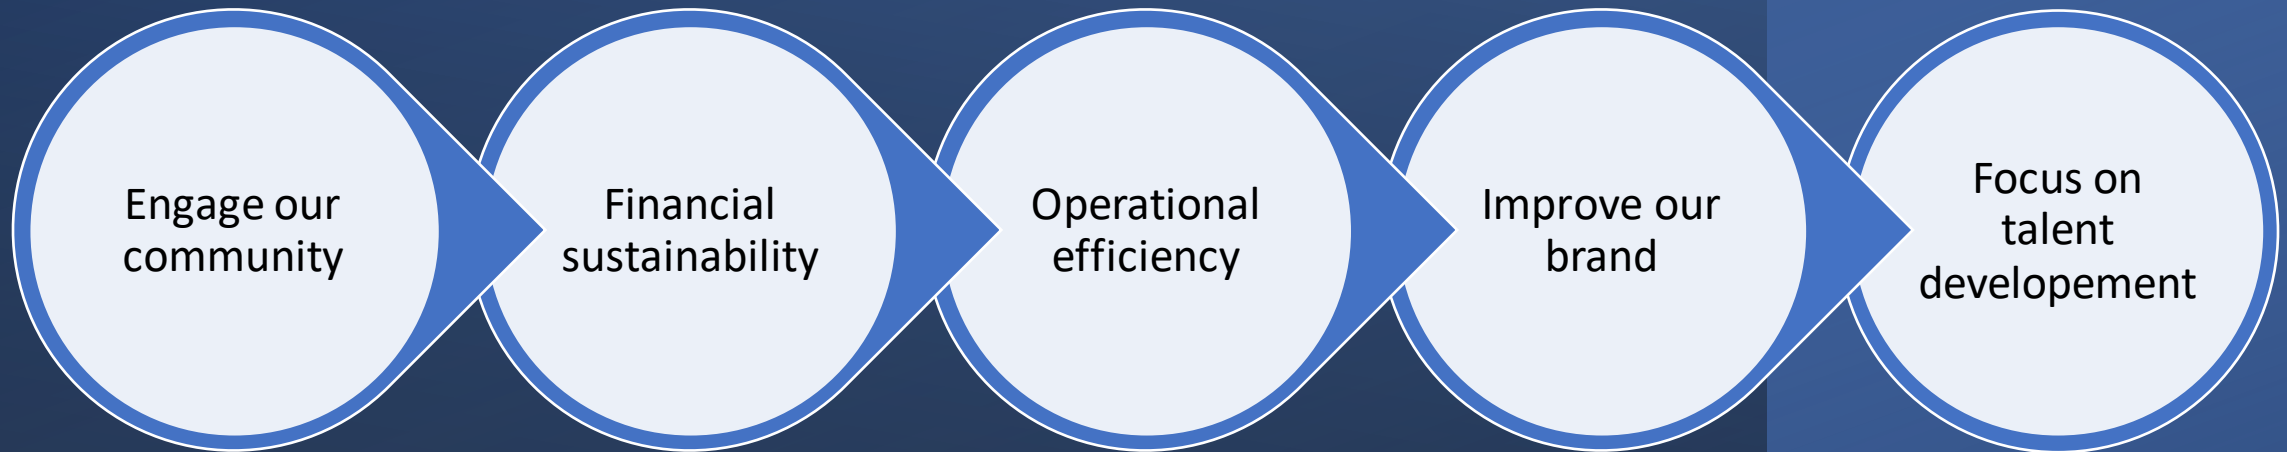 Engage our
community
Financial
sustainability
Operational
efficiency
Improve our
brand
Focus on
talent
developement